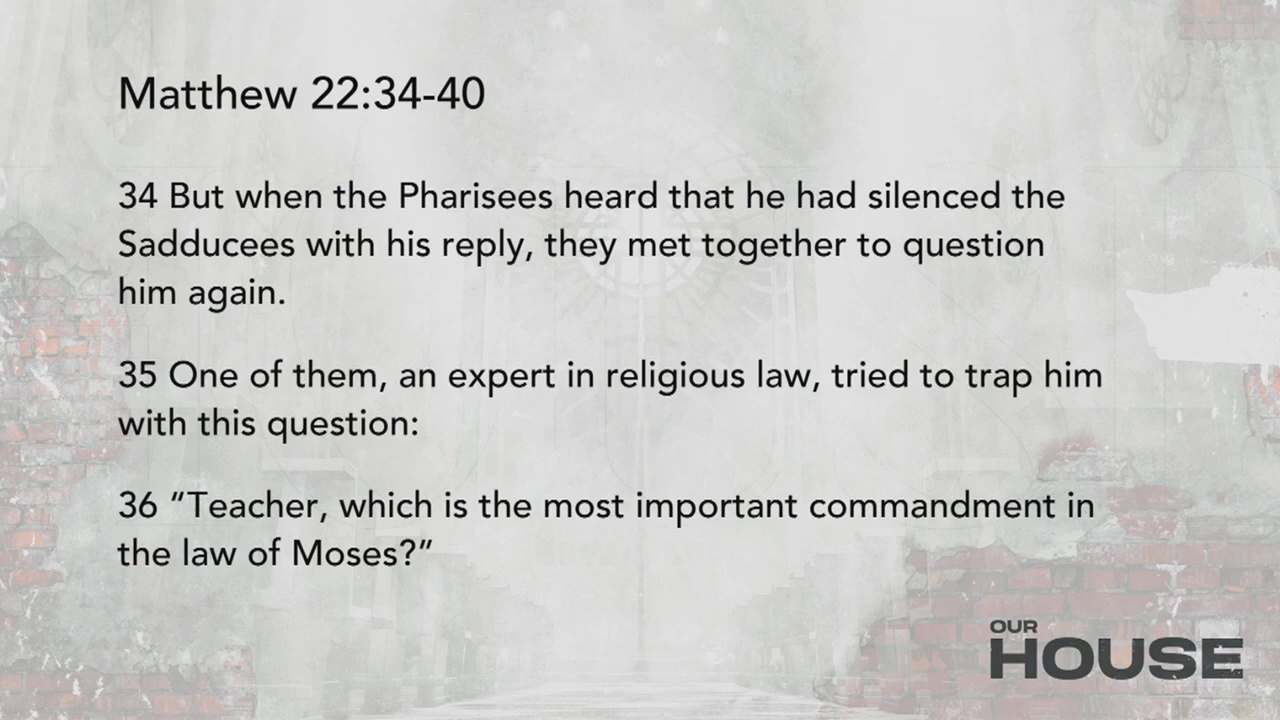 Matthew 22:34-40
34 But when the Pharisees heard that he had silenced the
Sadducees with his reply, they met together to question
him again.
35 One of them, an expert in religious law, tried to trap him
with this question:
36 “Teacher, which is the most important commandment in
the law of Moses?”
OUR
HOUSE